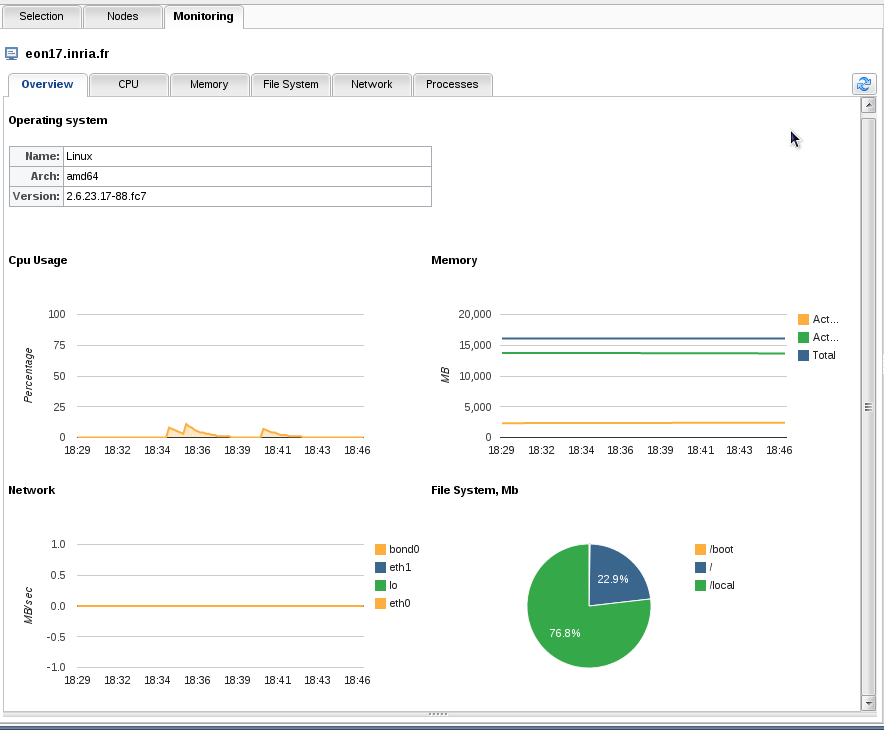 Selection Nodes Monitoring
eon17.inria.fr
Overview CPU Memory File System Network Processes
Operating system
Name: Linux
Arch: amd64
Version: 2.6.23.17-88.fc7
Cpu Usage
100
75
50
25
0
Percentage
18:29 18:32 18:34 18:36 18:39 18:41 18:43 18:46
Memory
20,000
15,000
10,000
5,000
0
MB
18:29 18:32 18:34 18:36 18:39 18:41 18:43 18:46
Act...
Act...
Total
Network
1.0
0.5
0.0
-0.5
-1.0
MB/sec
18:29 18:32 18:34 18:36 18:39 18:41 18:43 18:46
bond0
eth1
lo
eth0
File System, Mb
22.9%
76.8%
/boot
/
/local